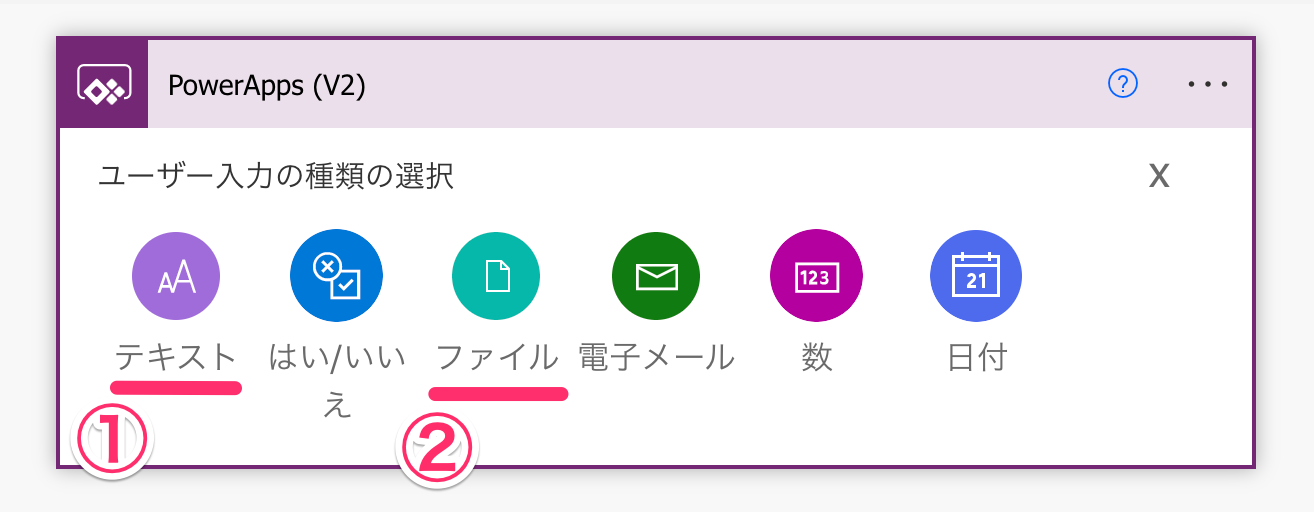 PowerApps (V2)
?
ユーザー入力の種類の選択
X
AA
123
21
テキスト
はい/いい
え
ファイル
電子メール
数
日付
①
②